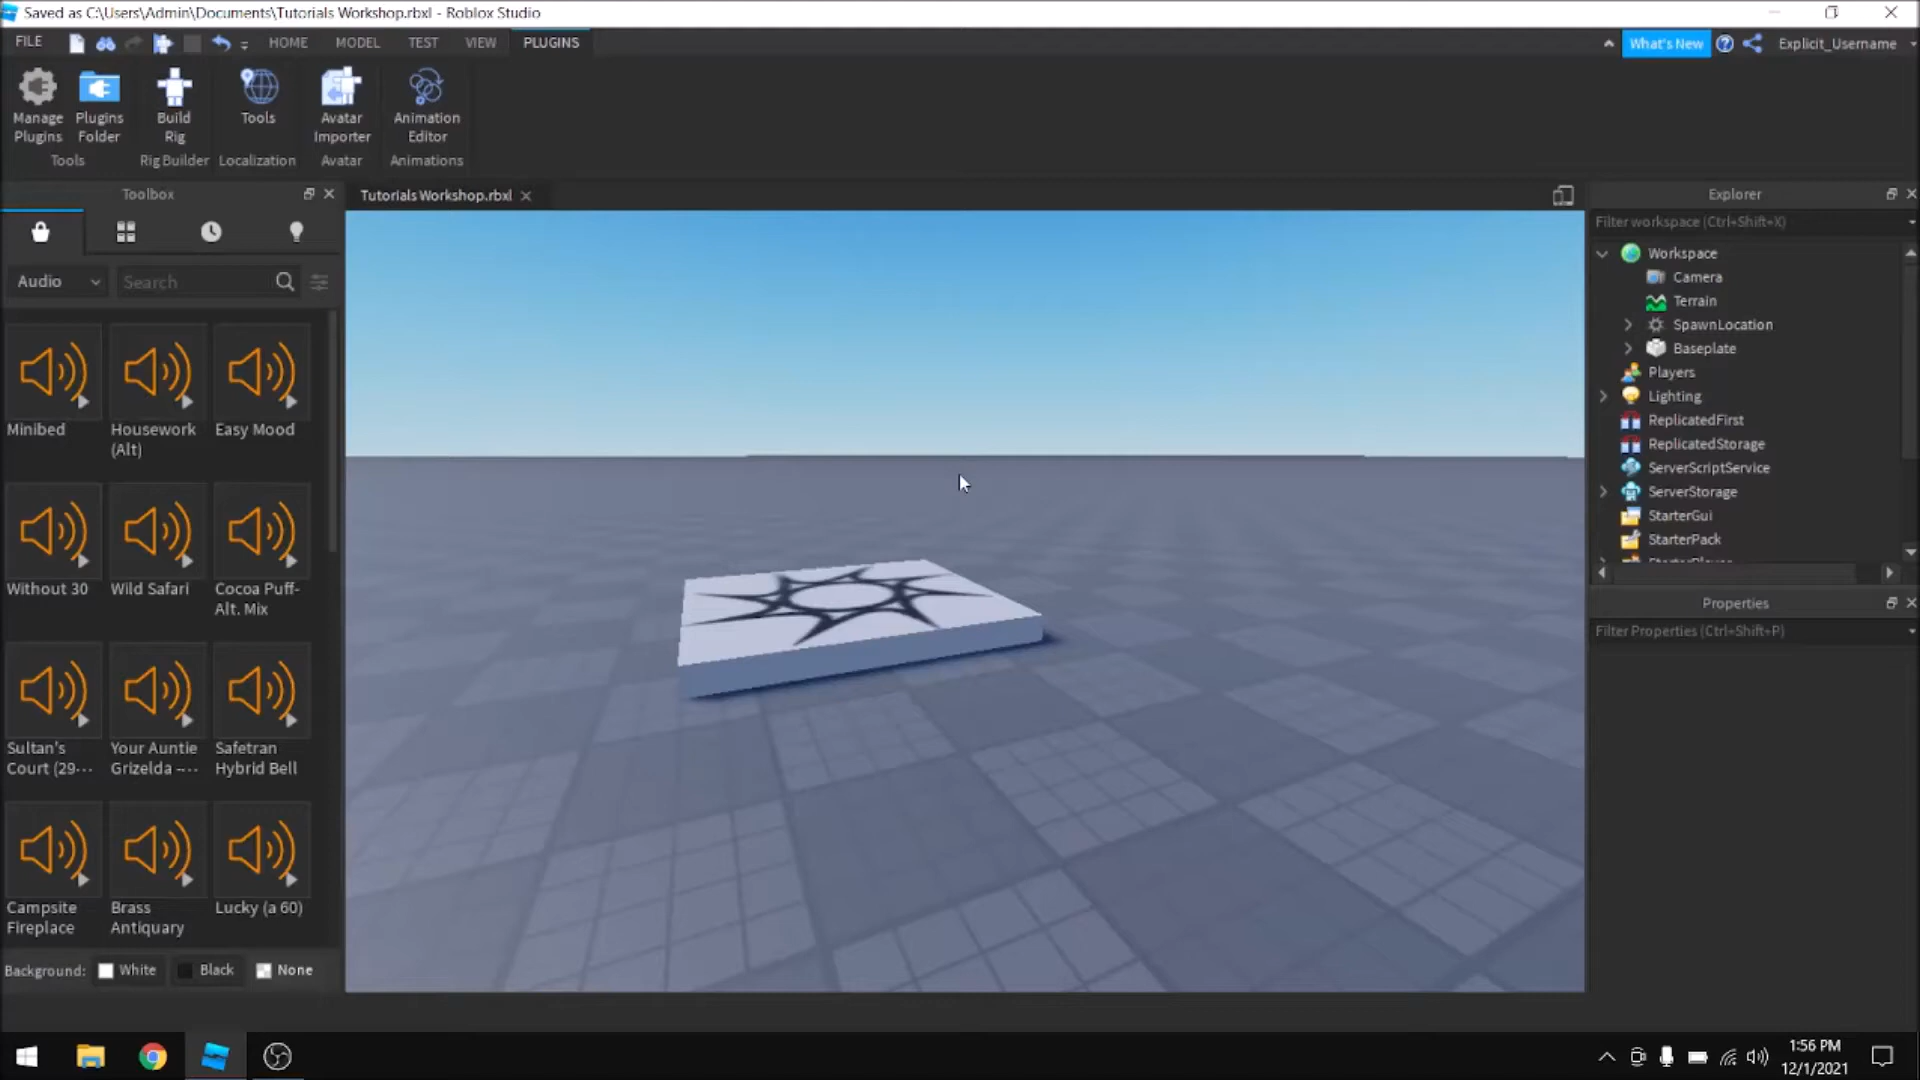 Saved as C:\Users\Admin\Documents\Tutorials Workshop.rbxl - Roblox Studio
FILE
HOME
MODEL
TEST
VIEW
PLUGINS
What's New
Explicit_Username
Manage Plugins
Plugins Folder
Build Rig
Tools
Avatar Importer
Animation Editor
Tools
Rig Builder
Localization
Avatar
Animations
Toolbox
Audio
Search
Minibed
Housework (Alt)
Easy Mood
Without 30
Wild Safari
Cocoa Puff- Alt. Mix
Sultan's Court (29···
Your Auntie Grizelda -···
Safetran Hybrid Bell
Campsite Fireplace
Brass Antiquary
Lucky (a 60)
Background:
White
Black
None
Tutorials Workshop.rbxl
Explorer
Filter workspace (Ctrl+Shift+X)
Workspace
Camera
Terrain
SpawnLocation
Baseplate
Players
Lighting
ReplicatedFirst
ReplicatedStorage
ServerScriptService
ServerStorage
StarterGui
StarterPack
Properties
Filter Properties (Ctrl+Shift+P)
1:56 PM
12/1/2021